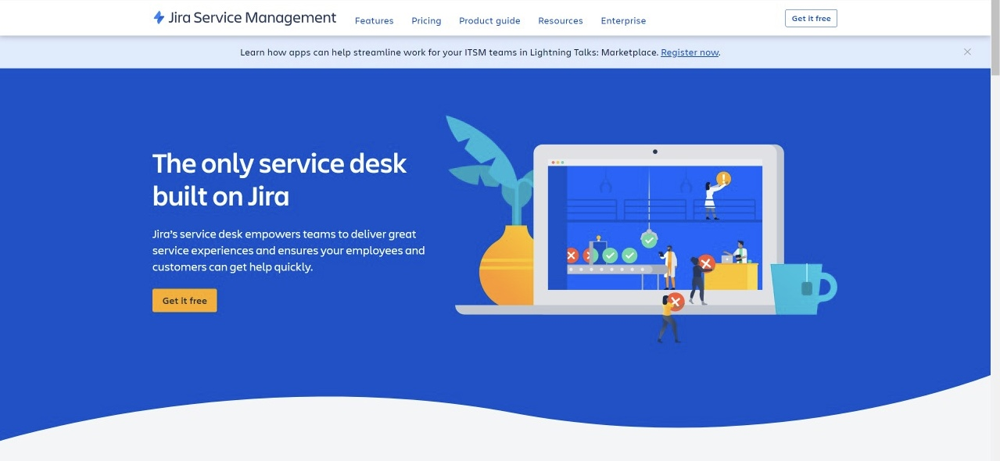 Jira Service Management
Features Pricing Product guide Resources Enterprise
Get it free
Learn how apps can help streamline work for your ITSM teams in Lightning Talks: Marketplace. Register now.
The only service desk
built on Jira
Jira's service desk empowers teams to deliver great
service experiences and ensures your employees and
customers can get help quickly.
Get it free